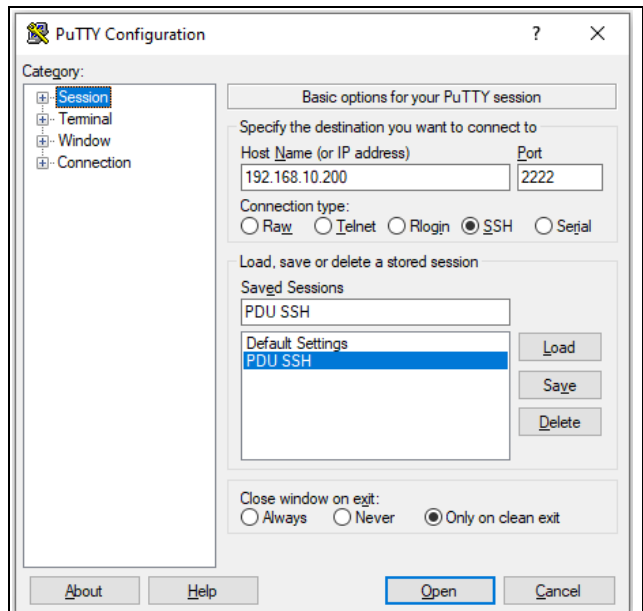 PuTTY Configuration
?
Category:
Session
Terminal
Window
Connection
Basic options for your PuTTY session
Specify the destination you want to connect to
Host Name (or IP address) Port
192.168.10.200 2222
Connection type:
Raw Telnet Rlogin SSH Serial
Load, save or delete a stored session
Saved Sessions
PDU SSH
Default Settings
PDU SSH
Load
Save
Delete
Close window on exit:
Always Never Only on clean exit
About Help Open Cancel